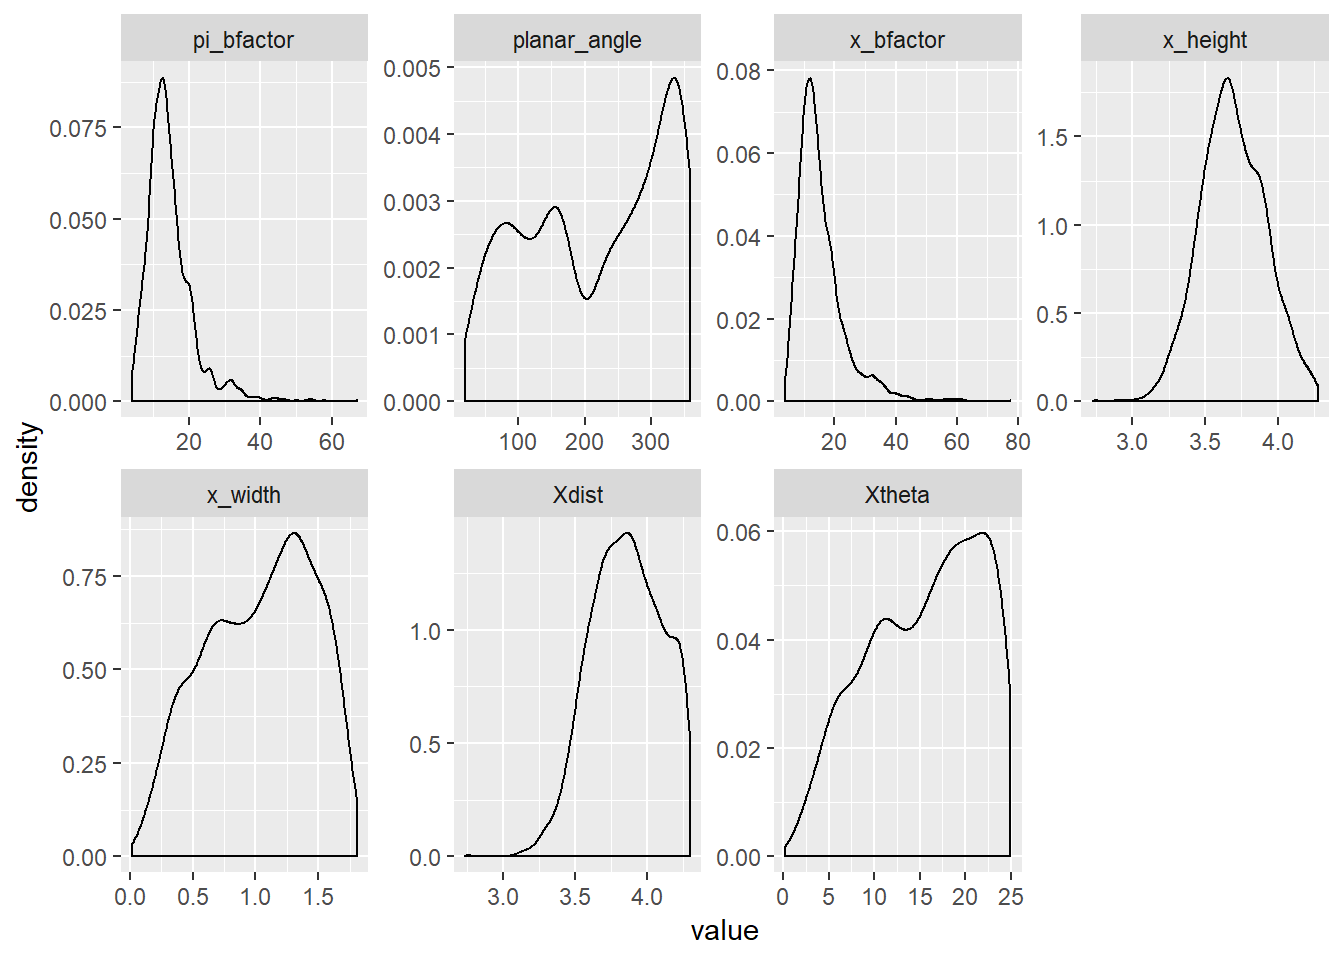 pi_bfactor planar_angle x_bfactor x_height
0.075 0.050 0.025 0.000
0.005 0.004 0.003 0.002 0.001 0.000
0.08 0.06 0.04 0.02 0.00
1.5 1.0 0.5 0.0
20 40 60 100 200 300 20 40 60 80 3.0 3.5 4.0
density
x_width Xdist Xtheta
0.75 0.50 0.25 0.00
1.0 0.5 0.0
0.06 0.04 0.02 0.00
0.0 0.5 1.0 1.5 3.0 3.5 4.0 0 5 10 15 20 25
value